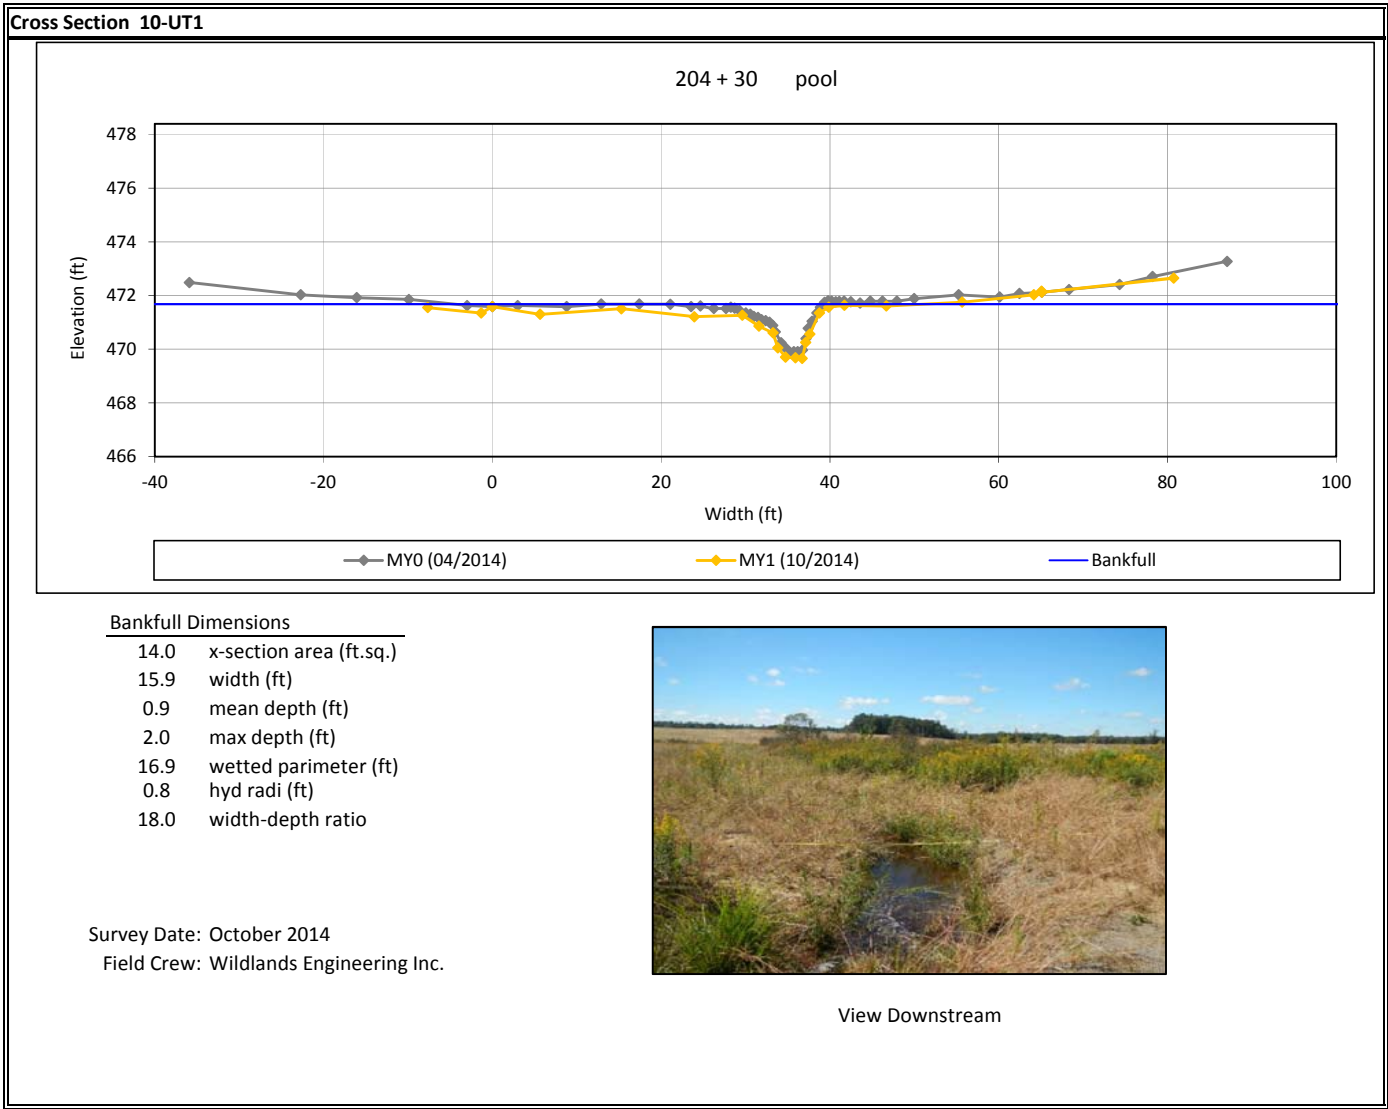 Cross Section 10-UT1
204 + 30 pool
478
476
474
472
470
468
466
Elevation (ft)
-40 -20 0 20 40 60 80 100
Width (ft)
MY0 (04/2014) MY1 (10/2014) Bankfull
Bankfull Dimensions
14.0 x-section area (ft.sq.)
15.9 width (ft)
0.9 mean depth (ft)
2.0 max depth (ft)
16.9 wetted parimeter (ft)
0.8 hyd radi (ft)
18.0 width-depth ratio
Survey Date: October 2014
Field Crew: Wildlands Engineering Inc.
View Downstream